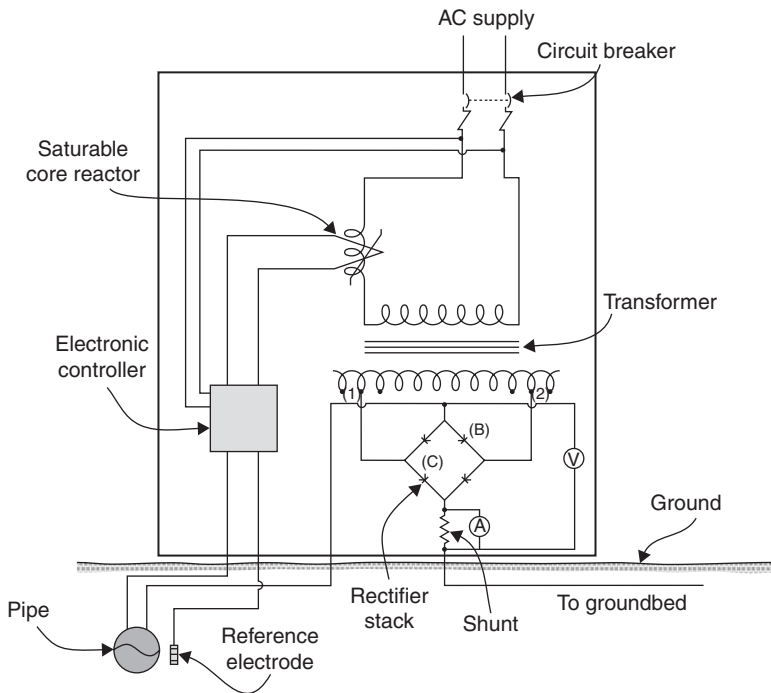 AC supply
Circuit breaker
Saturable
core reactor
Transformer
Electronic
controller
(1)
(2)
(B)
(C)
V
A
Ground
Rectifier
stack
Shunt
To groundbed
Pipe
Reference
electrode